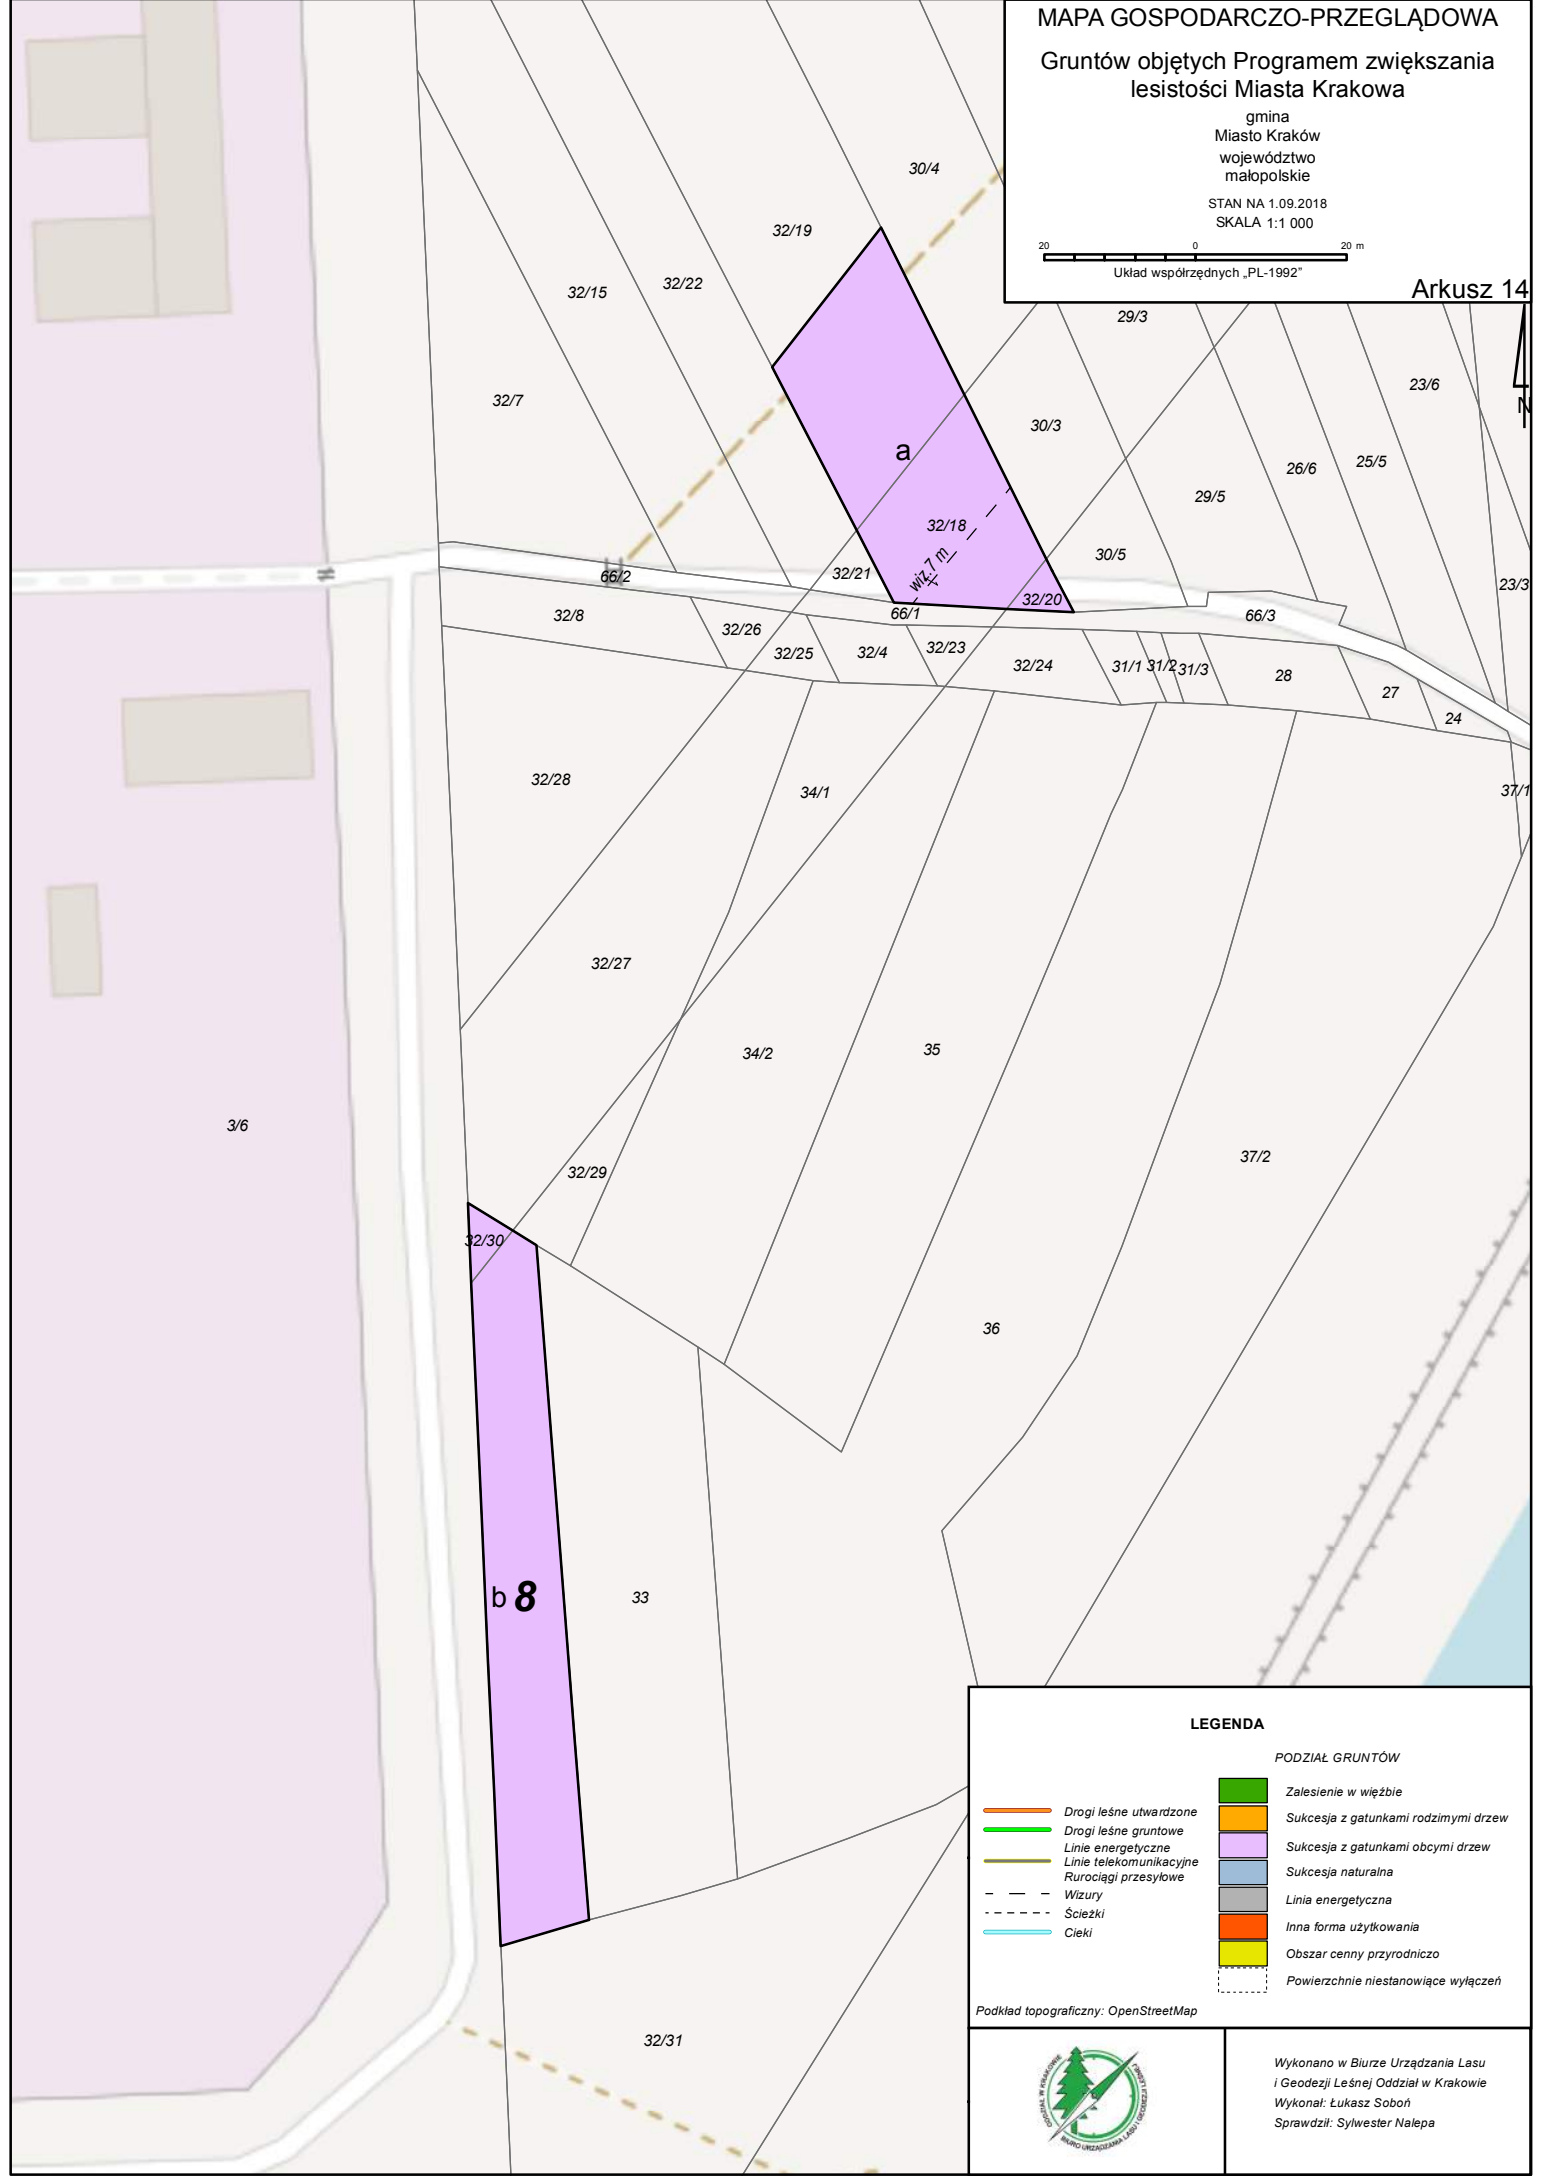 MAPA GOSPODARCZO-PRZEGLĄDOWA
Gruntów objętych Programem zwiększania
lesistości Miasta Krakowa
gmina
Miasto Kraków
województwo
małopolskie
STAN NA 1.09.2018
SKALA 1:1 000
20 0 20 m
Układ współrzędnych „PL-1992”
Arkusz 14
N
30/4
32/19
32/22
32/15
29/3
23/6
32/7
30/3
a
25/5
26/6
29/5
32/18
30/5
wiz.7 m
32/21
66/2
23/3
32/20
66/1
32/8
66/3
32/26
32/25
32/4
32/23
32/24
31/1
31/2
31/3
28
27
24
32/28
34/1
37/1
32/27
34/2
35
3/6
37/2
32/29
32/30
36
b 8
33
32/31
LEGENDA
PODZIAŁ GRUNTÓW
Drogi leśne utwardzone
Drogi leśne gruntowe
Linie energetyczne
Linie telekomunikacyjne
Rurociągi przesyłowe
Wizury
Ścieżki
Cieki
Zalesienie w więźbie
Sukcesja z gatunkami rodzimymi drzew
Sukcesja z gatunkami obcymi drzew
Sukcesja naturalna
Linia energetyczna
Inna forma użytkowania
Obszar cenny przyrodniczo
Powierzchnie niestanowiące wyłączeń
Podkład topograficzny: OpenStreetMap
ODDZIAŁ W KRAKOWIE
BIURO URZĄDZANIA LASU I GEODEZJI LEŚNEJ
Wykonano w Biurze Urządzania Lasu
i Geodezji Leśnej Oddział w Krakowie
Wykonał: Łukasz Soboń
Sprawdził: Sylwester Nalepa